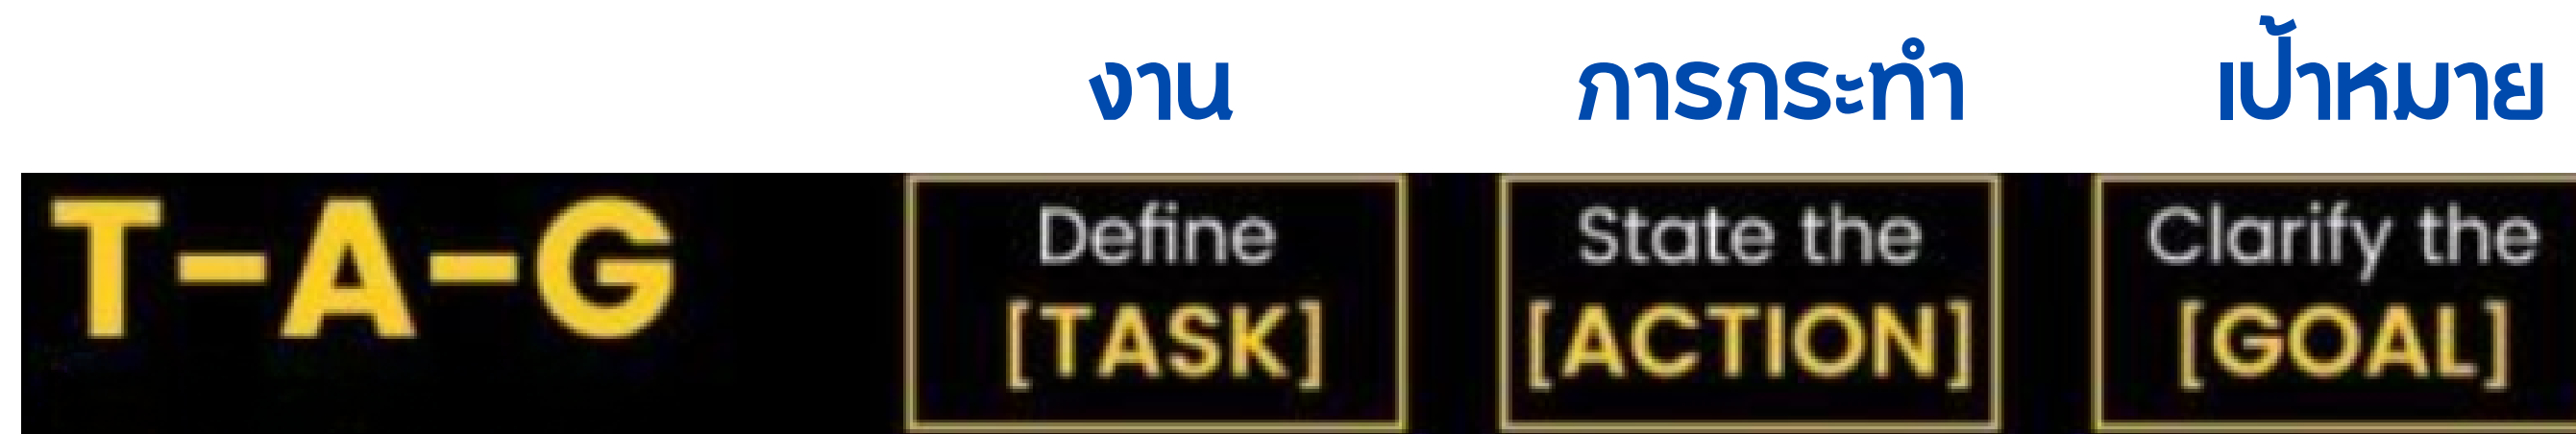 งาน การกระทำ เป้าหมาย
T-A-G
Define
[TASK]
State the
[ACTION]
Clarify the
[GOAL]